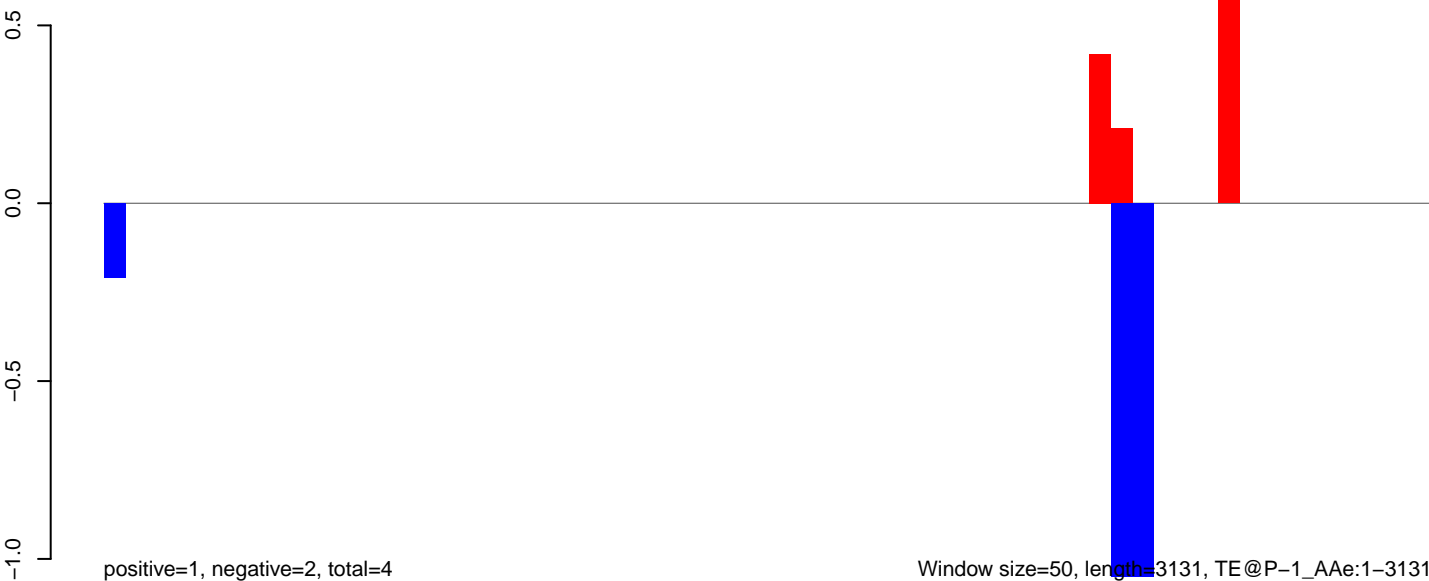 0.5
0.0
−0.5
−1.0
positive=1, negative=2, total=4
Window size=50, length=3131, TE@P−1_AAe:1−3131